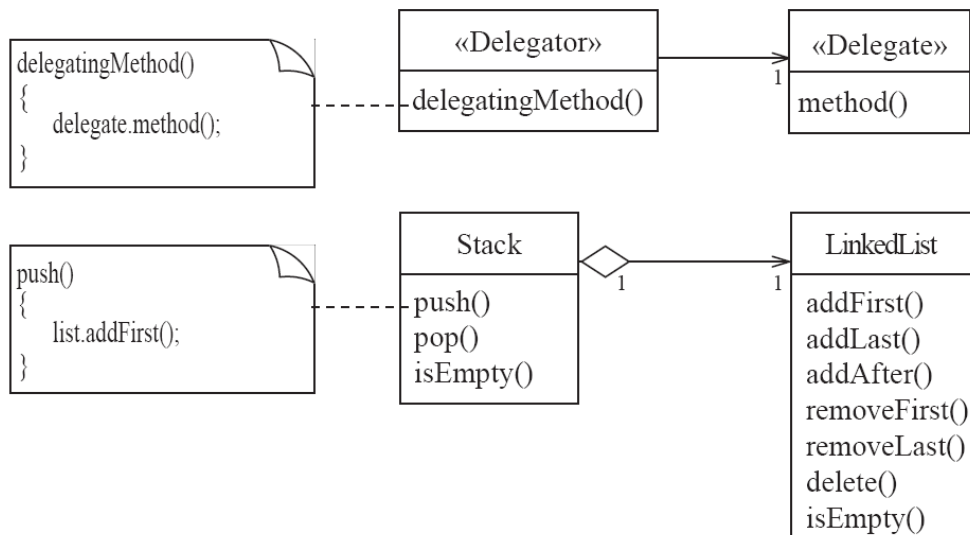 delegatingMethod()
{
delegate.method();
}
«Delegator»
delegatingMethod()
1
«Delegate»
method()
push()
{
list.addFirst();
}
Stack
push()
pop()
isEmpty()
1
1
LinkedList
addFirst()
addLast()
addAfter()
removeFirst()
removeLast()
delete()
isEmpty()